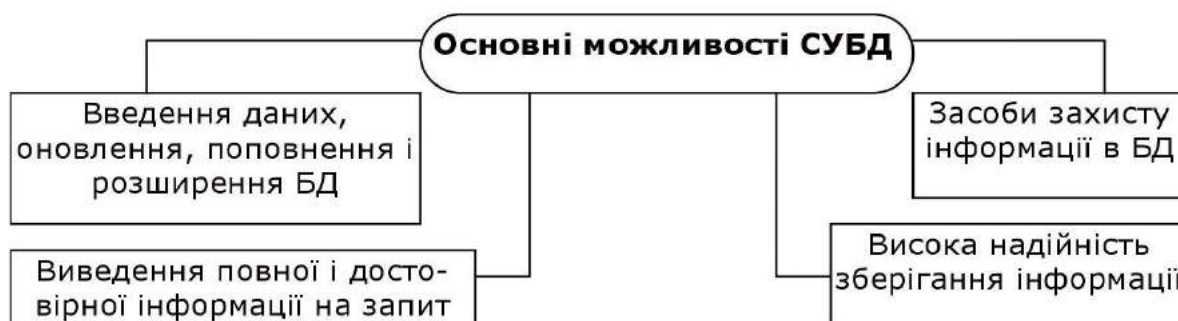 Основні можливості СУБД
Введення даних,
оновлення, поповнення і
розширення БД
Засоби захисту
інформації в БД
Виведення повної і досто-
вірної інформації на запит
Висока надійність
зберігання інформації